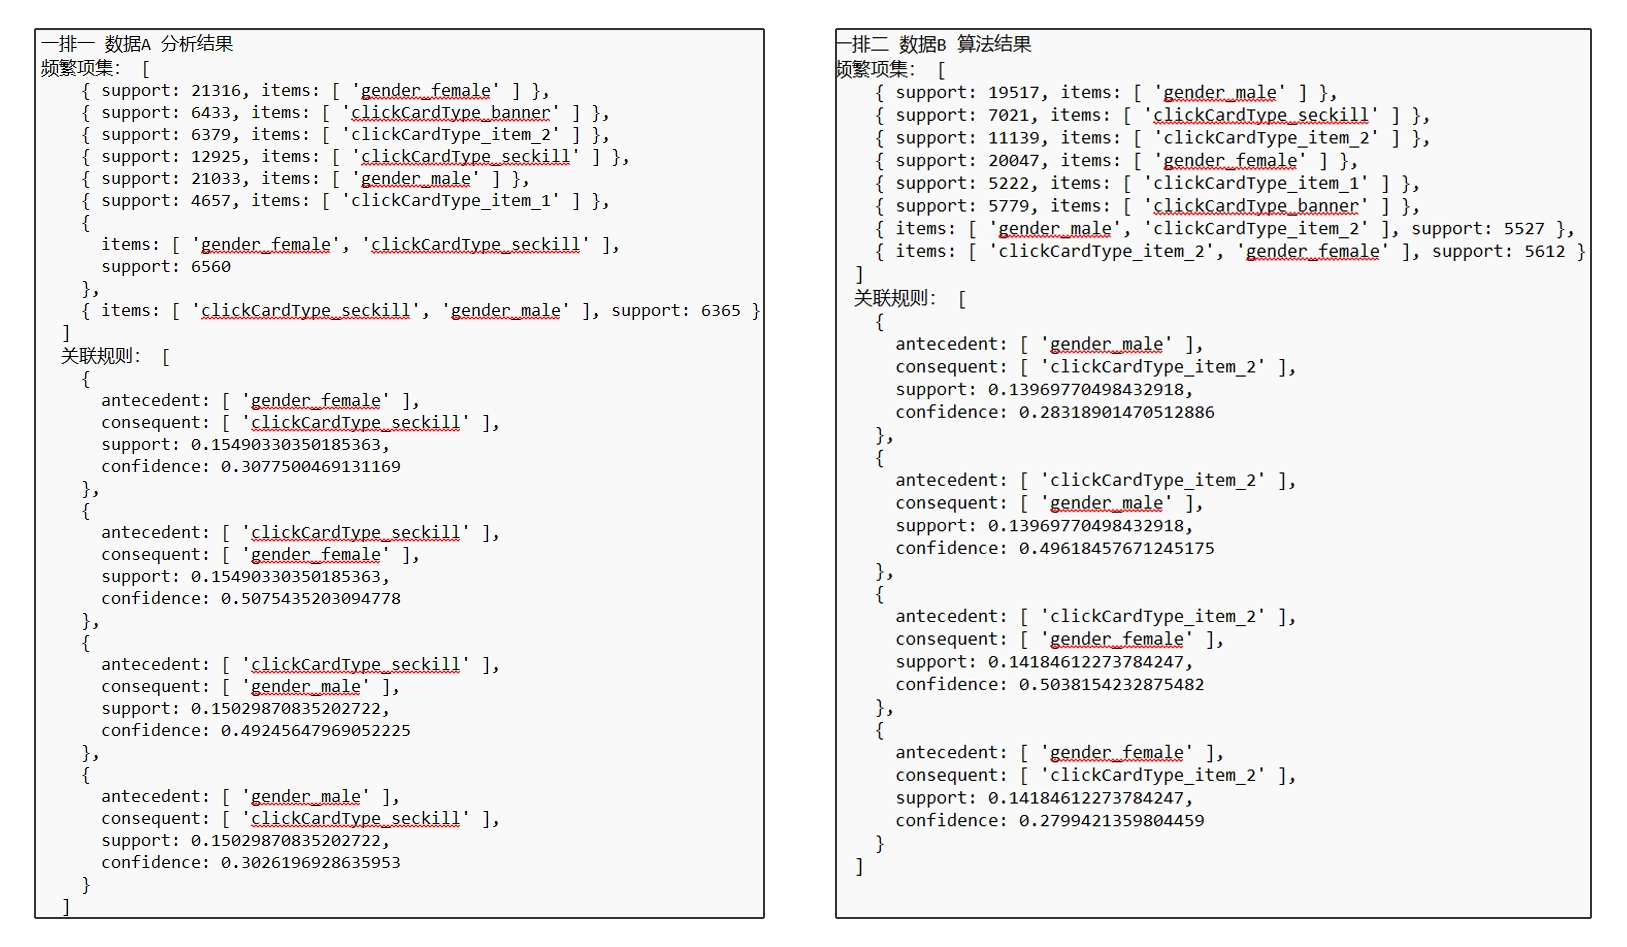 一排一 数据A 分析结果
频繁项集: [
{ support: 21316, items: [ 'gender_female' ] },
{ support: 6433, items: [ 'clickCardType_banner' ] },
{ support: 6379, items: [ 'clickCardType_item_2' ] },
{ support: 12925, items: [ 'clickCardType_seckill' ] },
{ support: 21033, items: [ 'gender_male' ] },
{ support: 4657, items: [ 'clickCardType_item_1' ] },
{
items: [ 'gender_female', 'clickCardType_seckill' ],
support: 6560
},
{ items: [ 'clickCardType_seckill', 'gender_male' ], support: 6365 }
]
关联规则: [
{
antecedent: [ 'gender_female' ],
consequent: [ 'clickCardType_seckill' ],
support: 0.15490330350185363,
confidence: 0.3077500469131169
},
{
antecedent: [ 'clickCardType_seckill' ],
consequent: [ 'gender_female' ],
support: 0.15490330350185363,
confidence: 0.5075435203094778
},
{
antecedent: [ 'clickCardType_seckill' ],
consequent: [ 'gender_male' ],
support: 0.15029870835202722,
confidence: 0.49245647969052225
},
{
antecedent: [ 'gender_male' ],
consequent: [ 'clickCardType_seckill' ],
support: 0.15029870835202722,
confidence: 0.3026196928635953
}
]
一排二 数据B 算法结果
频繁项集: [
{ support: 19517, items: [ 'gender_male' ] },
{ support: 7021, items: [ 'clickCardType_seckill' ] },
{ support: 11139, items: [ 'clickCardType_item_2' ] },
{ support: 20047, items: [ 'gender_female' ] },
{ support: 5222, items: [ 'clickCardType_item_1' ] },
{ support: 5779, items: [ 'clickCardType_banner' ] },
{ items: [ 'gender_male', 'clickCardType_item_2' ], support: 5527 },
{ items: [ 'clickCardType_item_2', 'gender_female' ], support: 5612 }
]
关联规则: [
{
antecedent: [ 'gender_male' ],
consequent: [ 'clickCardType_item_2' ],
support: 0.13969770498432918,
confidence: 0.28318901470512886
},
{
antecedent: [ 'clickCardType_item_2' ],
consequent: [ 'gender_male' ],
support: 0.13969770498432918,
confidence: 0.49618457671245175
},
{
antecedent: [ 'clickCardType_item_2' ],
consequent: [ 'gender_female' ],
support: 0.14184612273784247,
confidence: 0.5038154232875482
},
{
antecedent: [ 'gender_female' ],
consequent: [ 'clickCardType_item_2' ],
support: 0.14184612273784247,
confidence: 0.2799421359804459
}
]